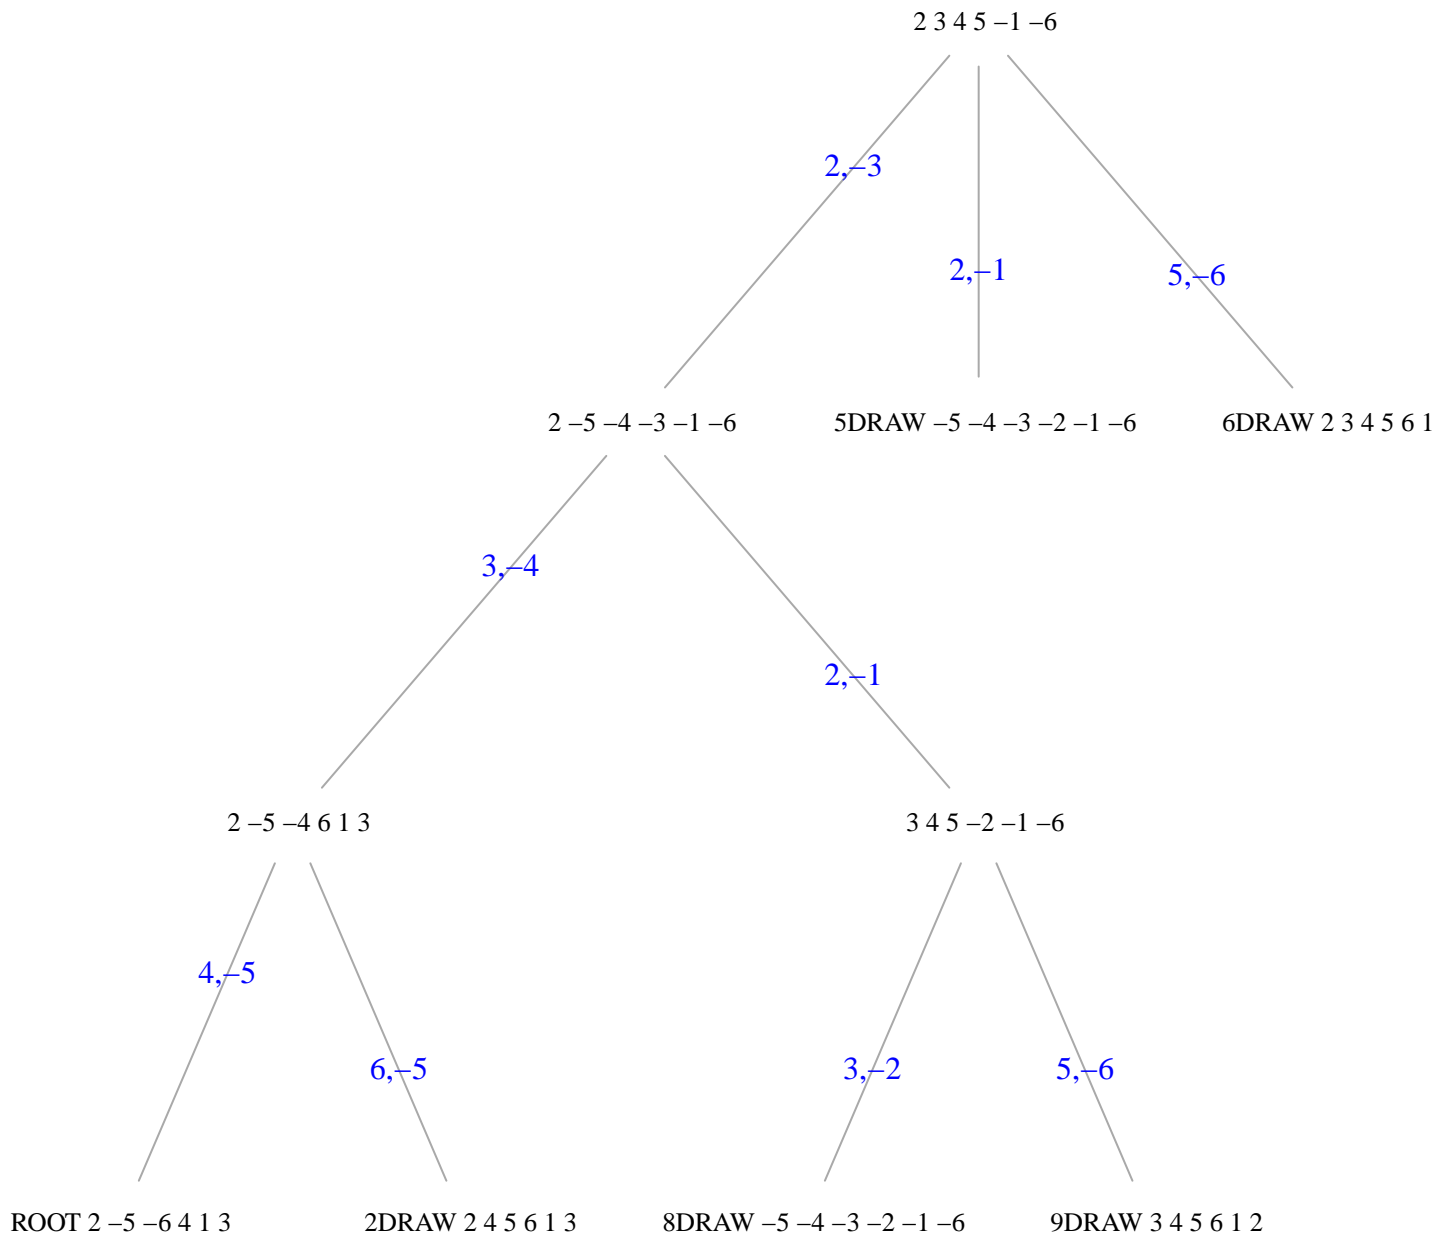 2 3 4 5 –1 –6
2,–3
2,–1
5,–6
2 –5 –4 –3 –1 –6
5DRAW –5 –4 –3 –2 –1 –6
6DRAW 2 3 4 5 6 1
3,–4
2,–1
2 –5 –4 6 1 3
3 4 5 –2 –1 –6
4,–5
6,–5
3,–2
5,–6
ROOT 2 –5 –6 4 1 3
2DRAW 2 4 5 6 1 3
8DRAW –5 –4 –3 –2 –1 –6
9DRAW 3 4 5 6 1 2